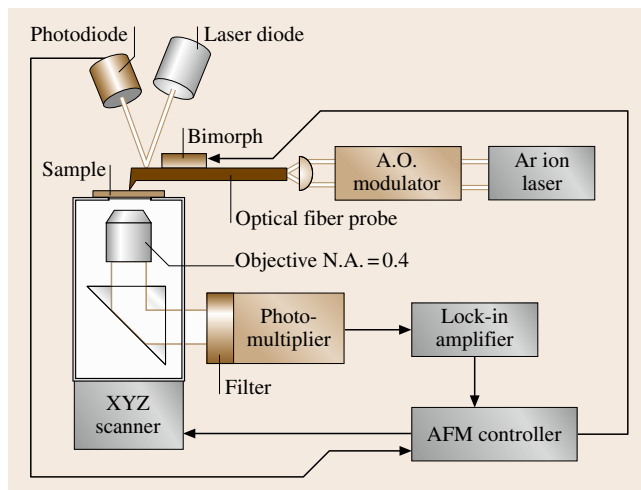 Photodiode
Laser diode
Bimorph
Sample
A.O.
modulator
Ar ion
laser
Optical fiber probe
Objective N.A. = 0.4
Photo-
multiplier
Lock-in
amplifier
Filter
XYZ
scanner
AFM controller